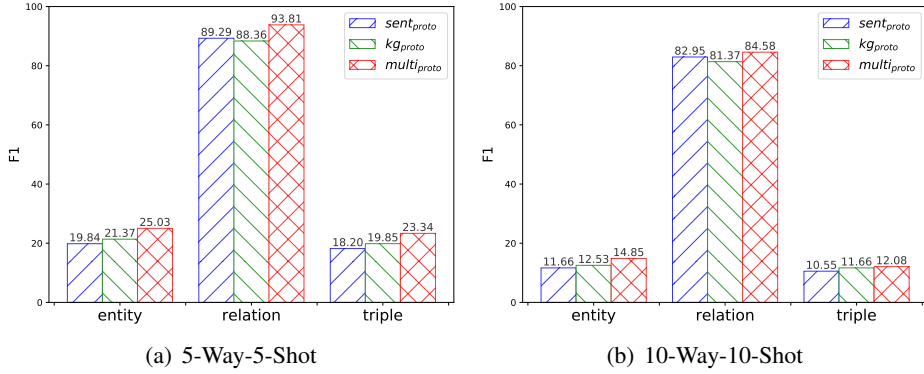 100
80
60
40
20
0
F1
sent_proto
kg_proto
multi_proto
19.84 21.37 25.03
89.29 88.36 93.81
18.20 19.85 23.34
entity relation triple
(a) 5-Way-5-Shot
100
80
60
40
20
0
F1
sent_proto
kg_proto
multi_proto
11.66 12.53 14.85
82.95 81.37 84.58
10.55 11.66 12.08
entity relation triple
(b) 10-Way-10-Shot